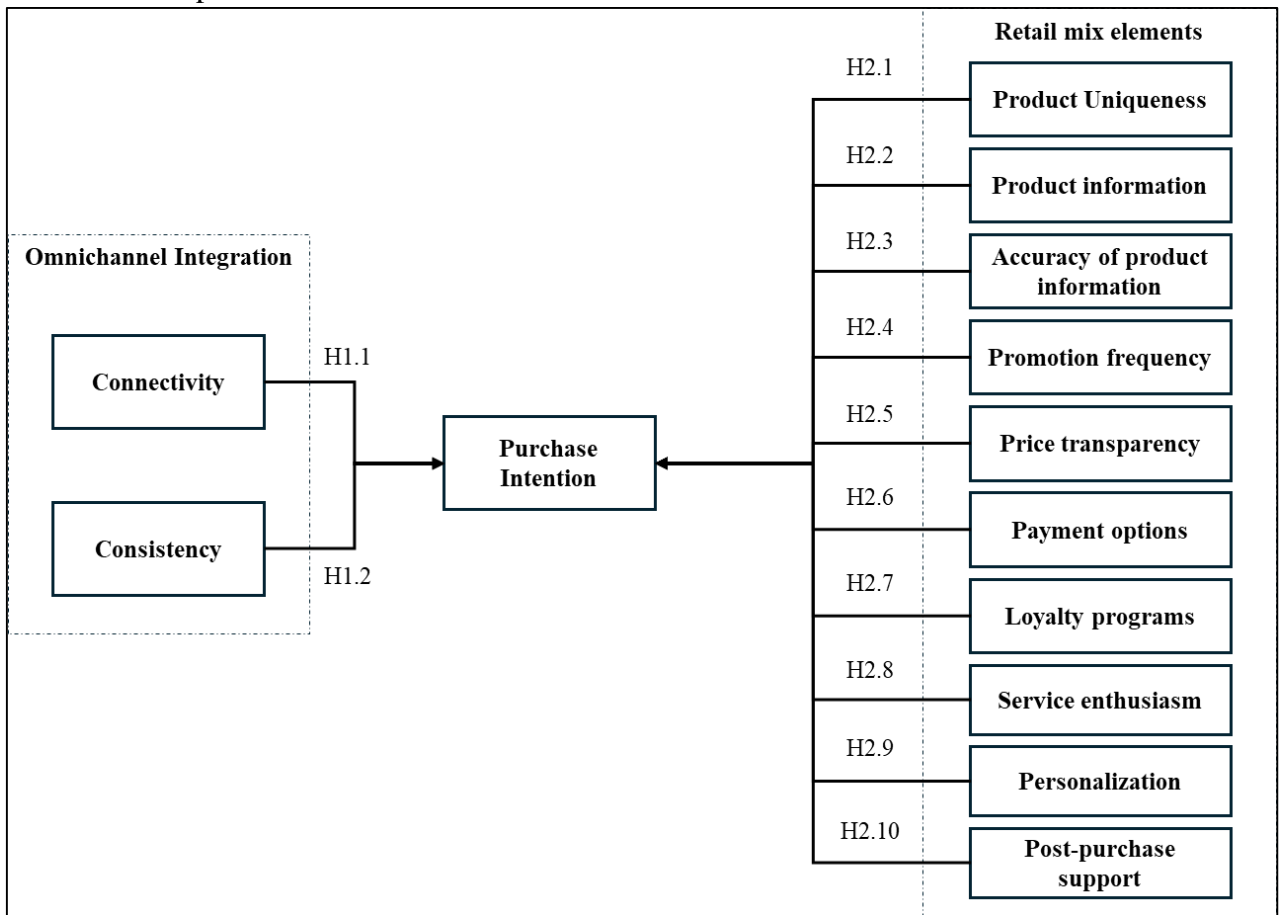 Retail mix elements
H2.1
Product Uniqueness
H2.2
Product information
H2.3
Accuracy of product
information
H2.4
Promotion frequency
H2.5
Price transparency
H2.6
Payment options
H2.7
Loyalty programs
H2.8
Service enthusiasm
H2.9
Personalization
H2.10
Post-purchase
support
Omnichannel Integration
Connectivity
H1.1
Consistency
H1.2
Purchase
Intention